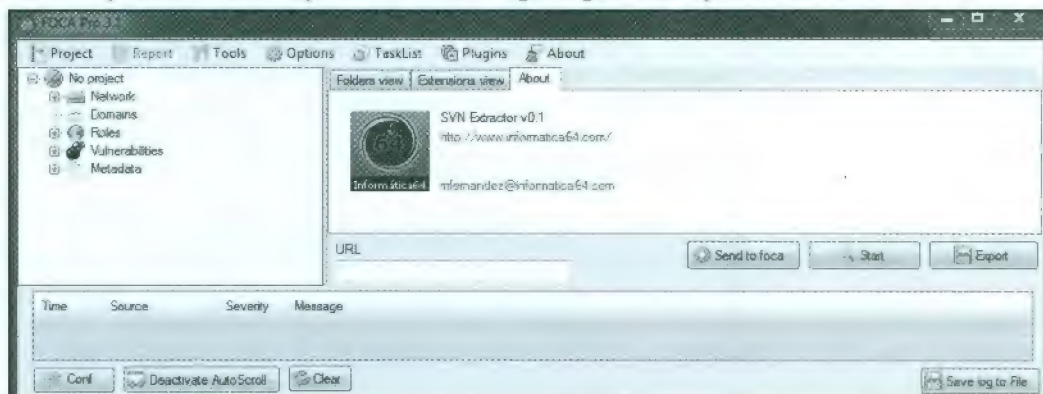 FOCA Pro 3.1
Project Report Tools Options TaskList Plugins About
No project
Network
Domains
Roles
Vulnerabilities
Metadata
Folders view Extensions view About
SVN Extractor v0.1
http://www.informatica64.com/
64
Informática64
mfernandez@informatica64.com
URL
Send to foca Start Export
Time Source Severity Message
Conf Deactivate AutoScroll Clear
Save log to File